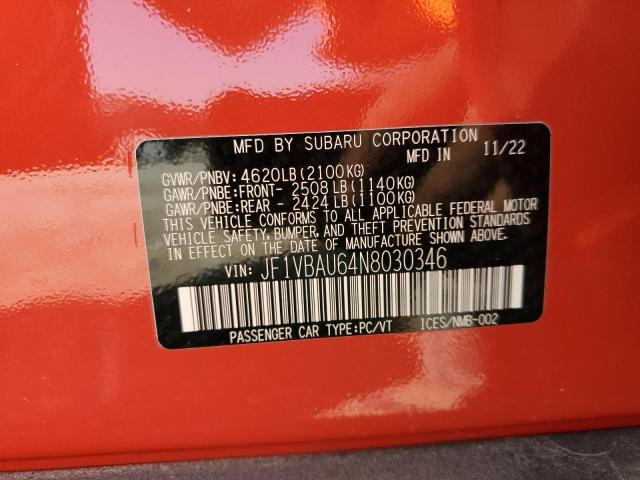 MFD BY SUBARU CORPORATION
MFD IN 11/22
GVWR/PNBV: 4620LB (2100KG)
GAWR/PNBE:FRONT- 2508 LB (1140KG)
GAWR/PNBE:REAR - 2424 LB (1100KG)
THIS VEHICLE CONFORMS TO ALL APPLICABLE FEDERAL MOTOR
VEHICLE SAFETY, BUMPER, AND THEFT PREVENTION STANDARDS
IN EFFECT ON THE DATE OF MANUFACTURE SHOWN ABOVE.
VIN: JF1VBAU64N8030346
PASSENGER CAR TYPE:PC/VT ICES/NMB-002